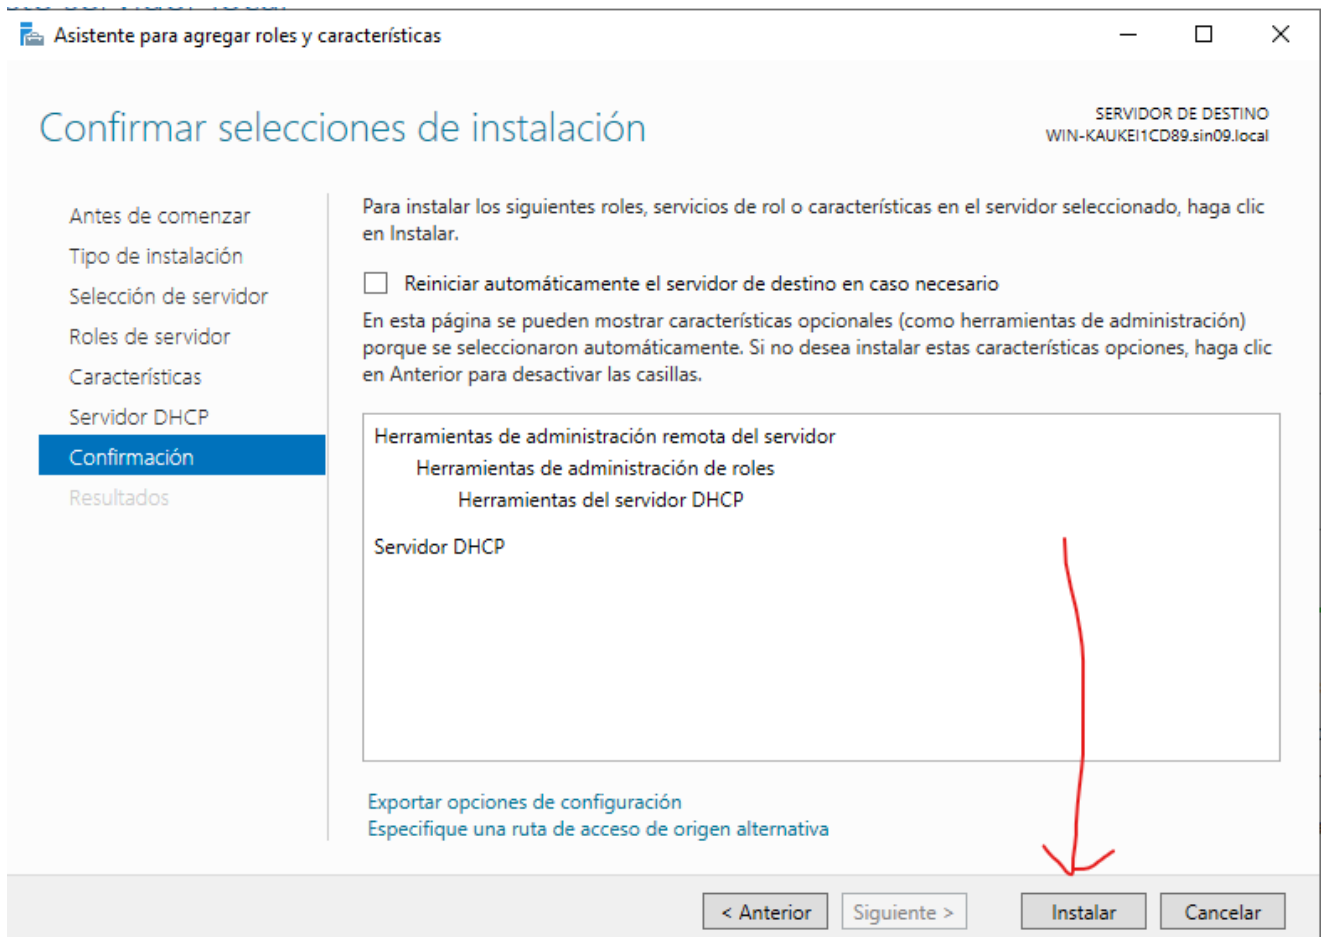 Asistente para agregar roles y características
Confirmar selecciones de instalación
SERVIDOR DE DESTINO
WIN-KAUKEI1CD89.sin09.local
Antes de comenzar
Tipo de instalación
Selección de servidor
Roles de servidor
Características
Servidor DHCP
Confirmación
Resultados
Para instalar los siguientes roles, servicios de rol o características en el servidor seleccionado, haga clic
en Instalar.
Reiniciar automáticamente el servidor de destino en caso necesario
En esta página se pueden mostrar características opcionales (como herramientas de administración)
porque se seleccionaron automáticamente. Si no desea instalar estas características opciones, haga clic
en Anterior para desactivar las casillas.
Herramientas de administración remota del servidor
Herramientas de administración de roles
Herramientas del servidor DHCP
Servidor DHCP
Exportar opciones de configuración
Especifique una ruta de acceso de origen alternativa
< Anterior
Siguiente >
Instalar
Cancelar